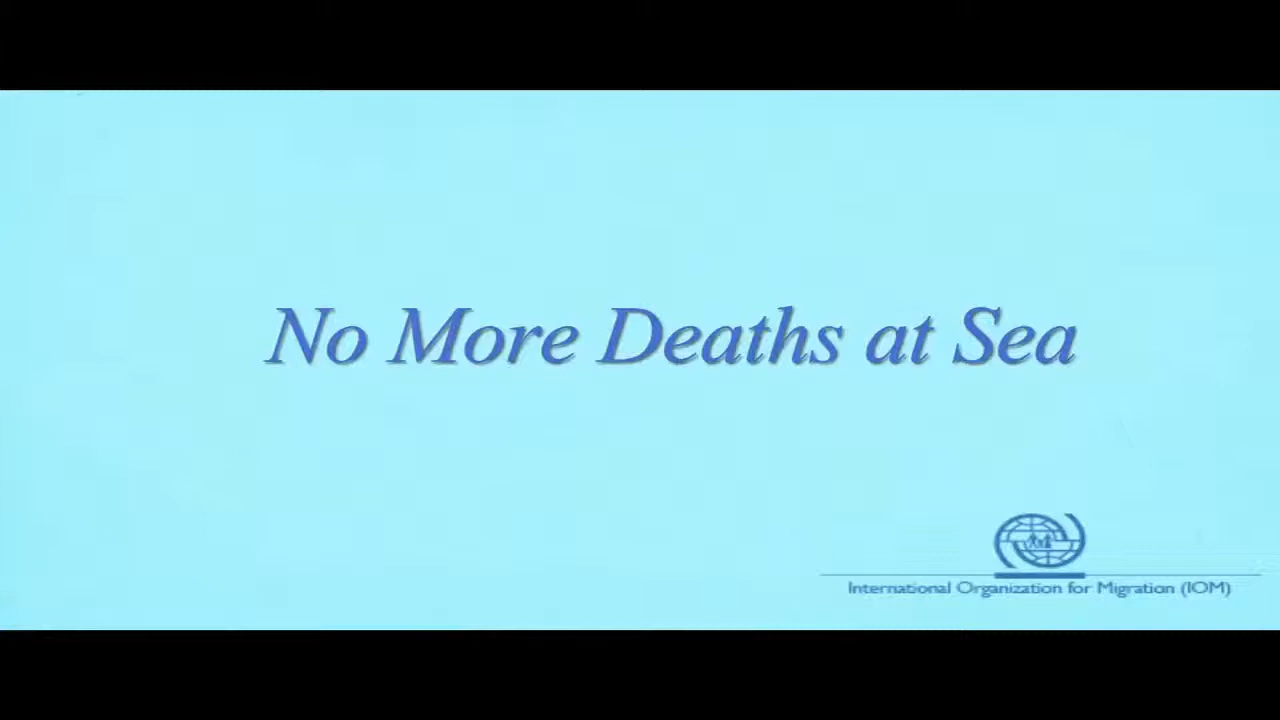 No More Deaths at Sea
International Organization for Migration (IOM)